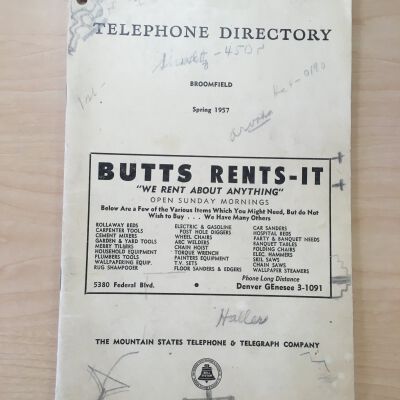 TELEPHONE DIRECTORY
BROOMFIELD
Spring 1957
BUTTS RENTS-IT
"WE RENT ABOUT ANYTHING"
OPEN SUNDAY MORNINGS
Below Are a Few of the Various Items Which You Might Need, But do Not
Wish to Buy . . . We Have Many Others
ROLLAWAY BEDS
CARPENTER TOOLS
CEMENT MIXERS
GARDEN & YARD TOOLS
MERRY TILLERS
HOUSEHOLD EQUIPMENT
PLUMBERS TOOLS
WALLPAPERING EQUIP.
RUG SHAMPOOER
ELECTRIC & GASOLINE
POST HOLE DIGGERS
WHEEL CHAIRS
ARC WELDERS
CHAIN HOIST
TORQUE WRENCH
PAINTERS EQUIPMENT
T.V. SETS
FLOOR SANDERS & EDGERS
CAR SANDERS
HOSPITAL BEDS
PARTY & BANQUET NEEDS
BANQUET TABLES
FOLDING CHAIRS
ELEC. HAMMERS
SKIL SAWS
CHAIN SAWS
WALLPAPER STEAMERS
Phone Long Distance
5380 Federal Blvd. • Denver GEnesee 3-1091
Haller
THE MOUNTAIN STATES TELEPHONE & TELEGRAPH COMPANY